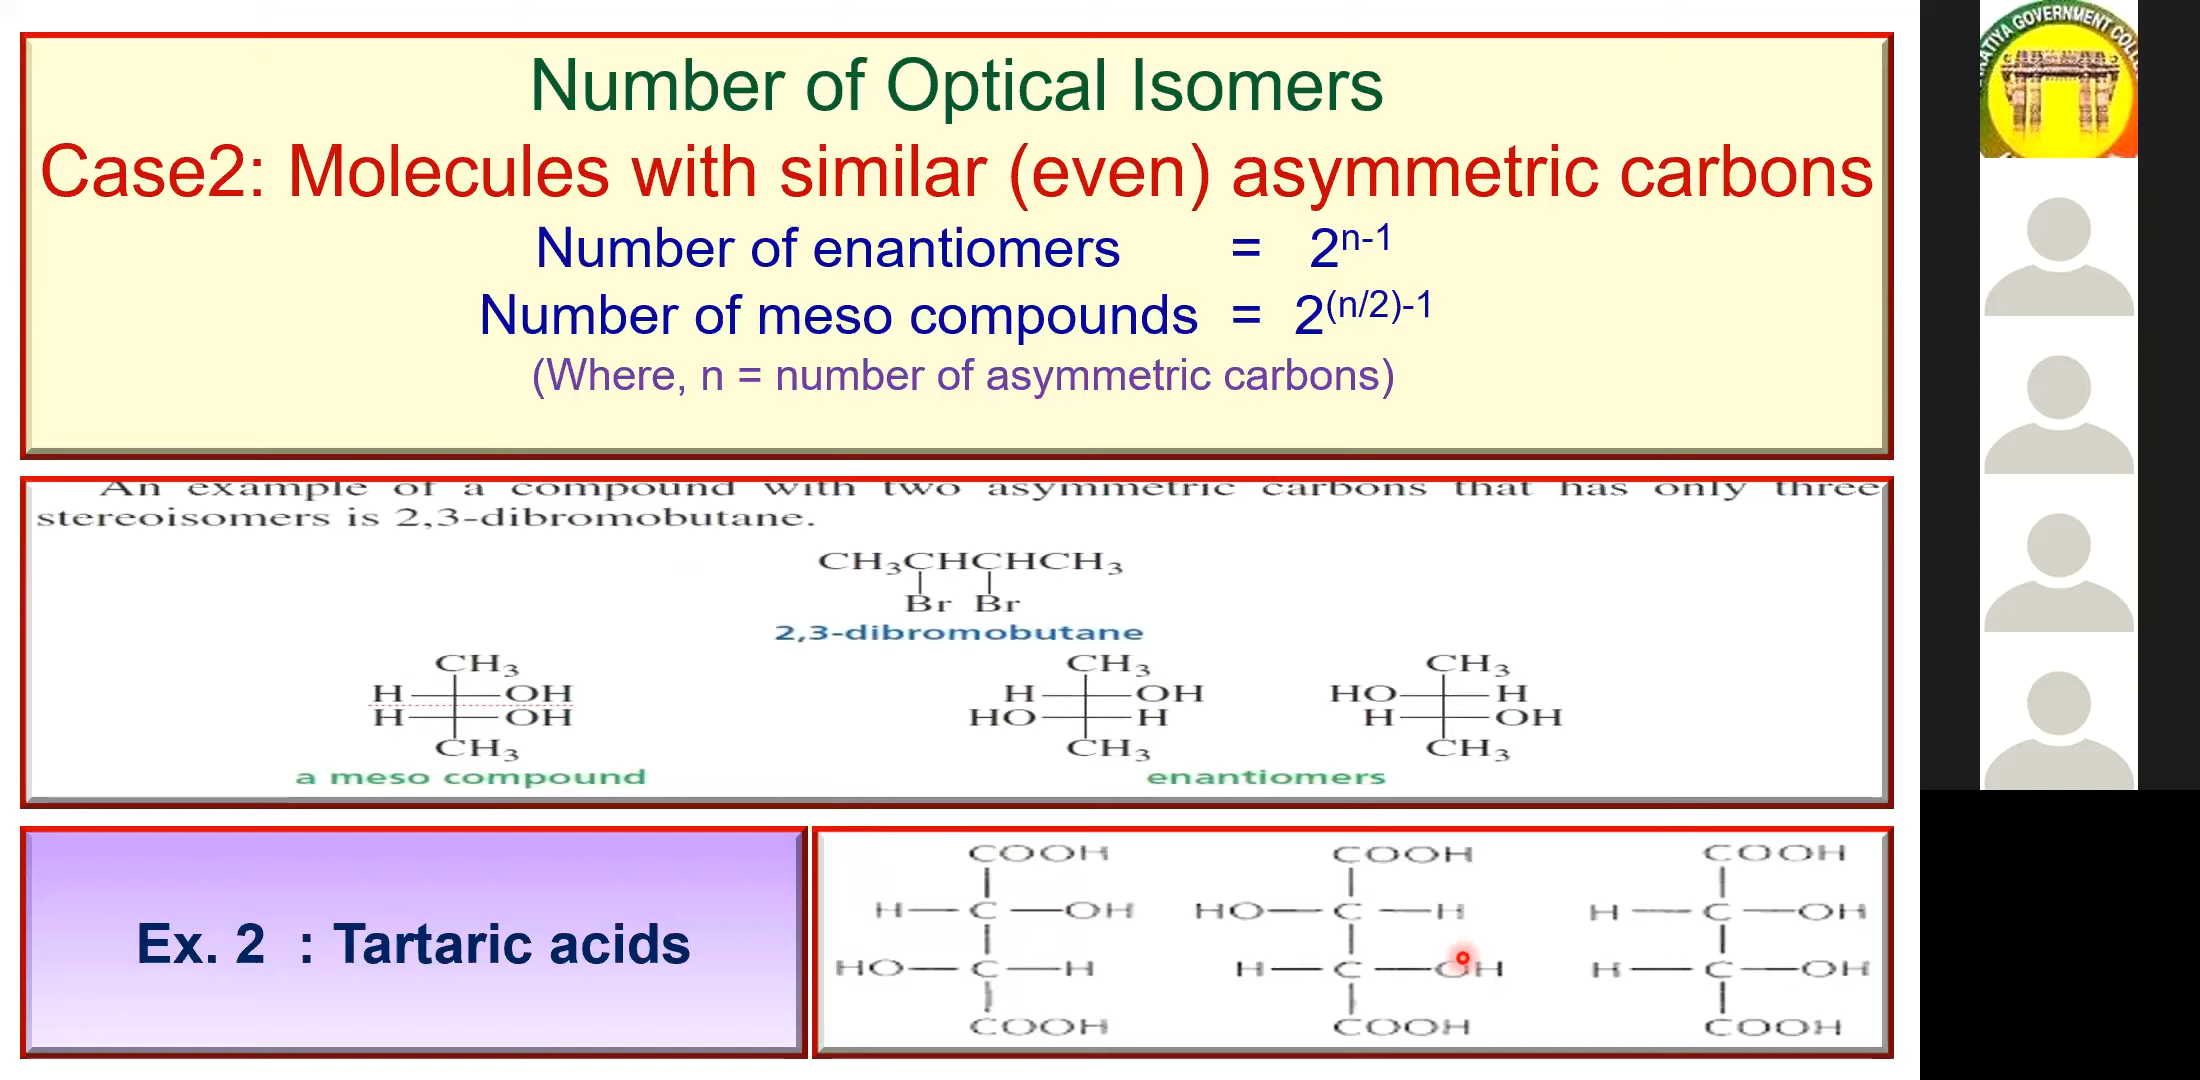 Number of Optical Isomers
Case2: Molecules with similar (even) asymmetric carbons
Number of enantiomers = 2^n-1
Number of meso compounds = 2^(n/2)-1
(Where, n = number of asymmetric carbons)
An example of a compound with two asymmetric carbons that has only three
stereoisomers is 2,3-dibromobutane.
CH₃CHCHCH₃
Br Br
2,3-dibromobutane
CH₃ CH₃ CH₃
H OH H OH HO H
H OH HO H H OH
CH₃ CH₃ CH₃
a meso compound enantiomers
Ex. 2 : Tartaric acids
COOH COOH COOH
H—C—OH HO—C—H H—C—OH
HO—C—H H—C—OH H—C—OH
COOH COOH COOH
GOVERNMENT